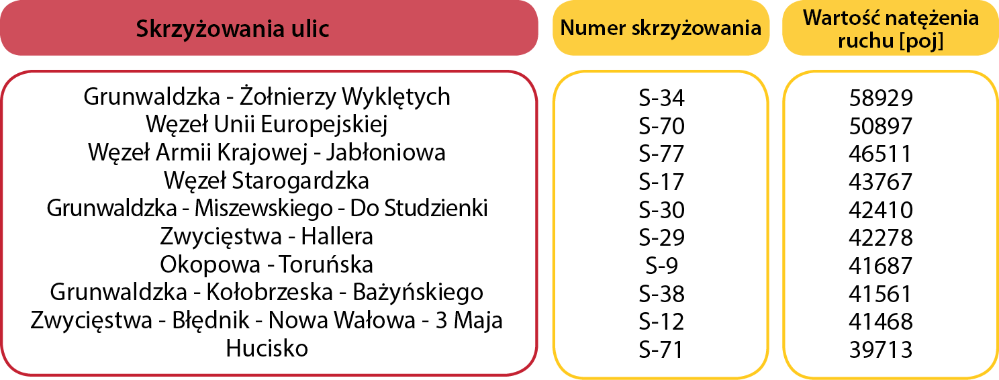 Skrzyżowania ulic Numer skrzyżowania Wartość natężenia
ruchu [poj]
Grunwaldzka - Żołnierzy Wyklętych S-34 58929
Węzeł Unii Europejskiej S-70 50897
Węzeł Armii Krajowej - Jabłoniowa S-77 46511
Węzeł Starogardzka S-17 43767
Grunwaldzka - Miszewskiego - Do Studzienki S-30 42410
Zwycięstwa - Hallera S-29 42278
Okopowa - Toruńska S-9 41687
Grunwaldzka - Kołobrzeska - Bażyńskiego S-38 41561
Zwycięstwa - Błędnik - Nowa Wałowa - 3 Maja S-12 41468
Hucisko S-71 39713